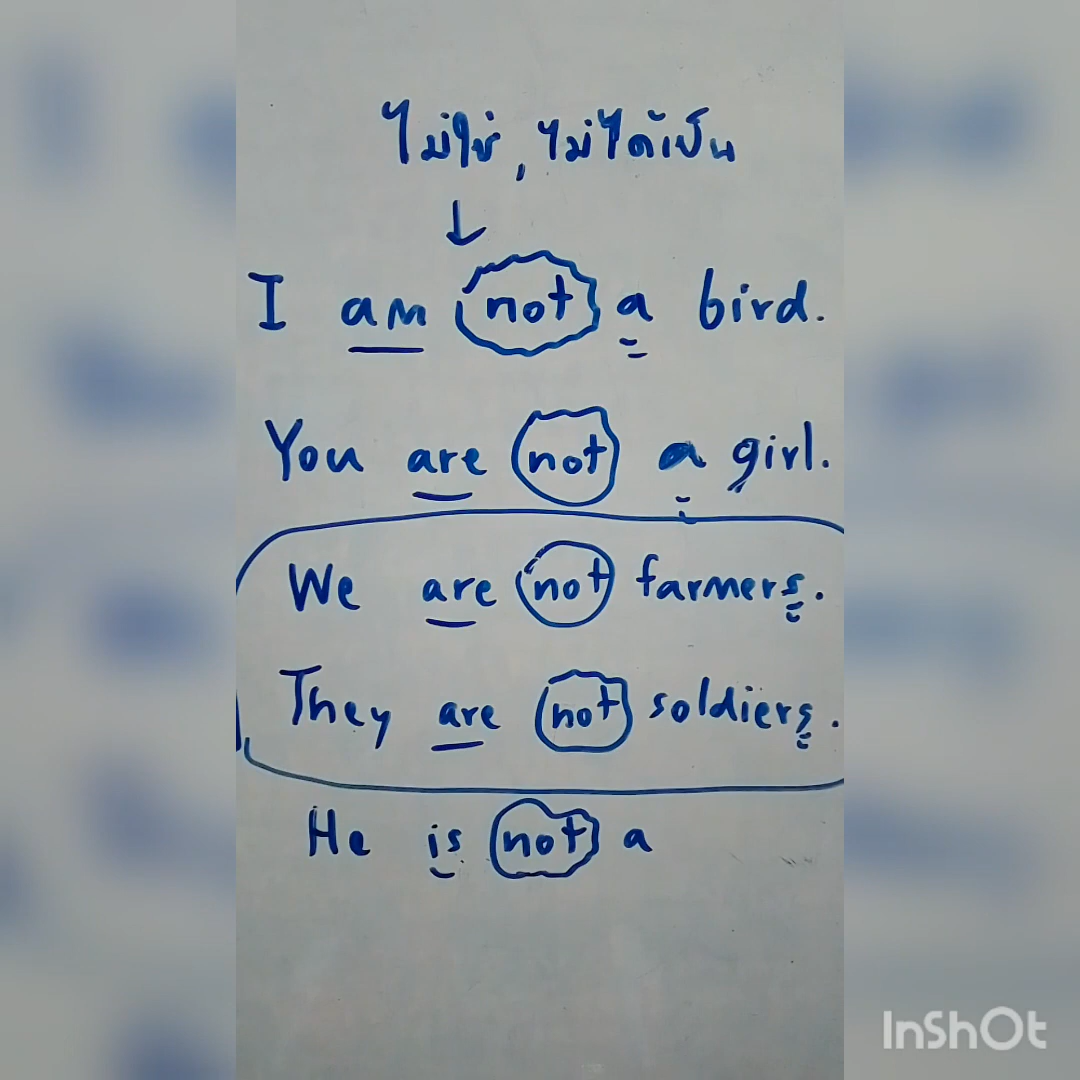 ไม่ใช่, ไม่ได้เป็น
I am not a bird.
You are not a girl.
We are not farmers.
They are not soldiers.
He is not a
InShOt